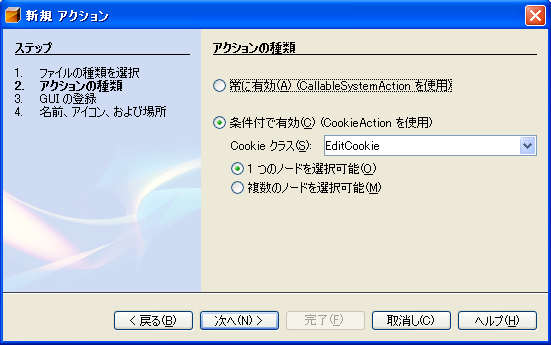 新規 アクション
ステップ
1. ファイルの種類を選択
2. アクションの種類
3. GUI の登録
4. 名前、アイコン、および場所
アクションの種類
常に有効(A) (CallableSystemAction を使用)
条件付で有効(C) (CookieAction を使用)
Cookie クラス(S): EditCookie
1 つのノードを選択可能(O)
複数のノードを選択可能(M)
< 戻る(B) 次へ(N) > 完了(F) 取消し(C) ヘルプ(H)